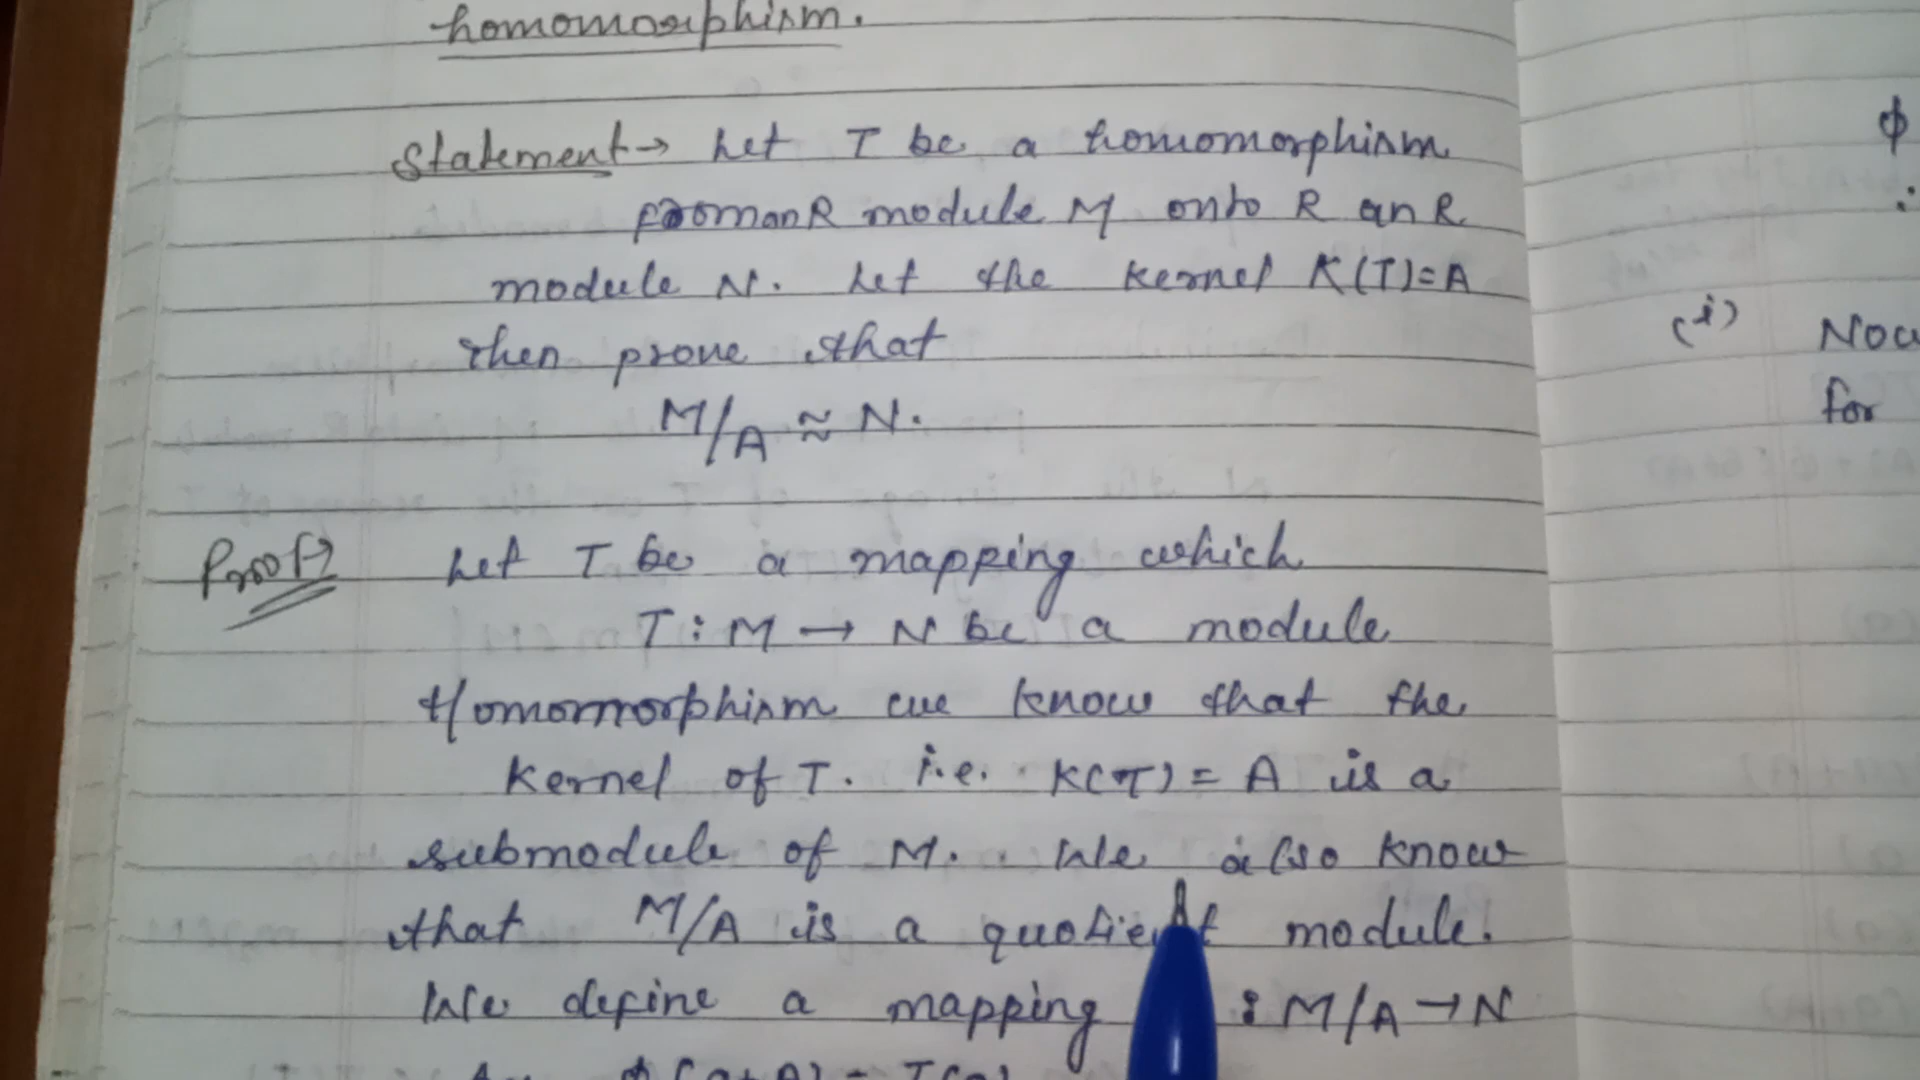 homomorphism.
Statement→ Let T be a homomorphism
from an R module M onto R an R
module N. Let the kernel K(T)=A
then prove that
M/A ≈ N.
Proof→ Let T be a mapping which
T : M → N be a module
Homomorphism we know that the
Kernel of T. i.e. K(T) = A is a
submodule of M. We also know
that M/A is a quotient module.
We define a mapping : M/A → N
ϕ(a+A) = T(a)
ϕ
∴
(i) Now
for